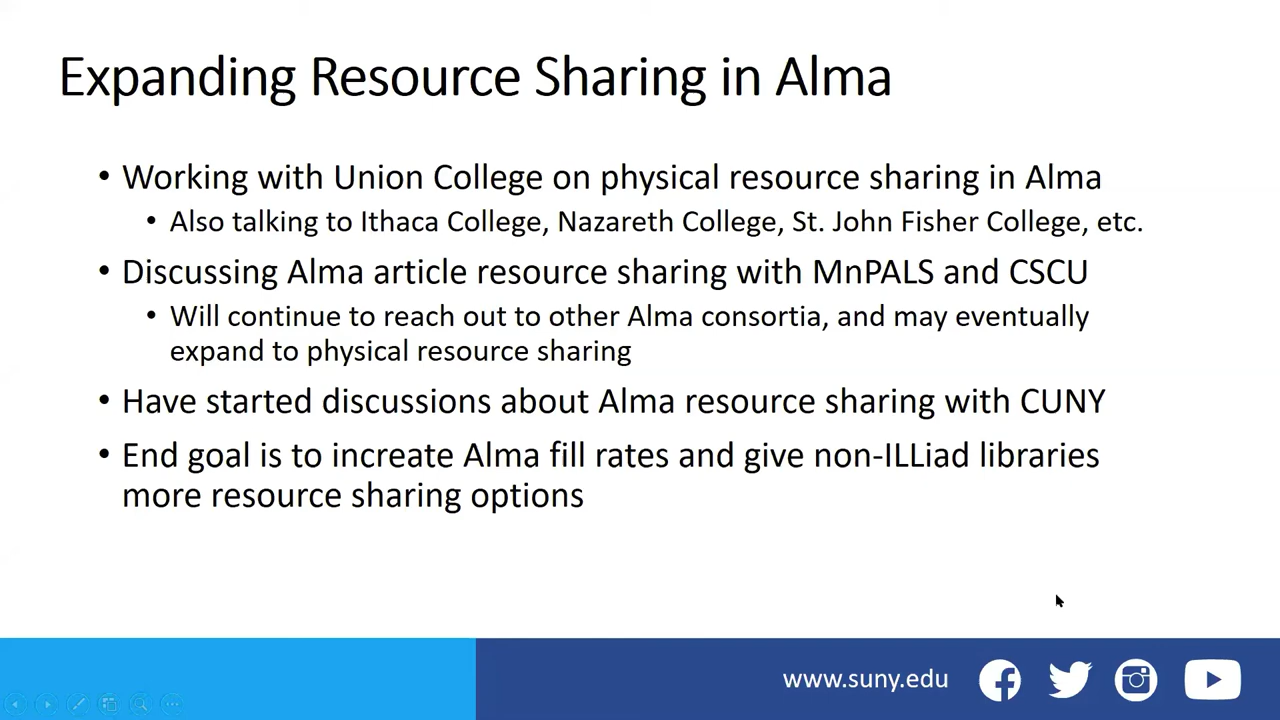 Expanding Resource Sharing in Alma
• Working with Union College on physical resource sharing in Alma
• Also talking to Ithaca College, Nazareth College, St. John Fisher College, etc.
• Discussing Alma article resource sharing with MnPALS and CSCU
• Will continue to reach out to other Alma consortia, and may eventually
expand to physical resource sharing
• Have started discussions about Alma resource sharing with CUNY
• End goal is to increate Alma fill rates and give non-ILLiad libraries
more resource sharing options
www.suny.edu